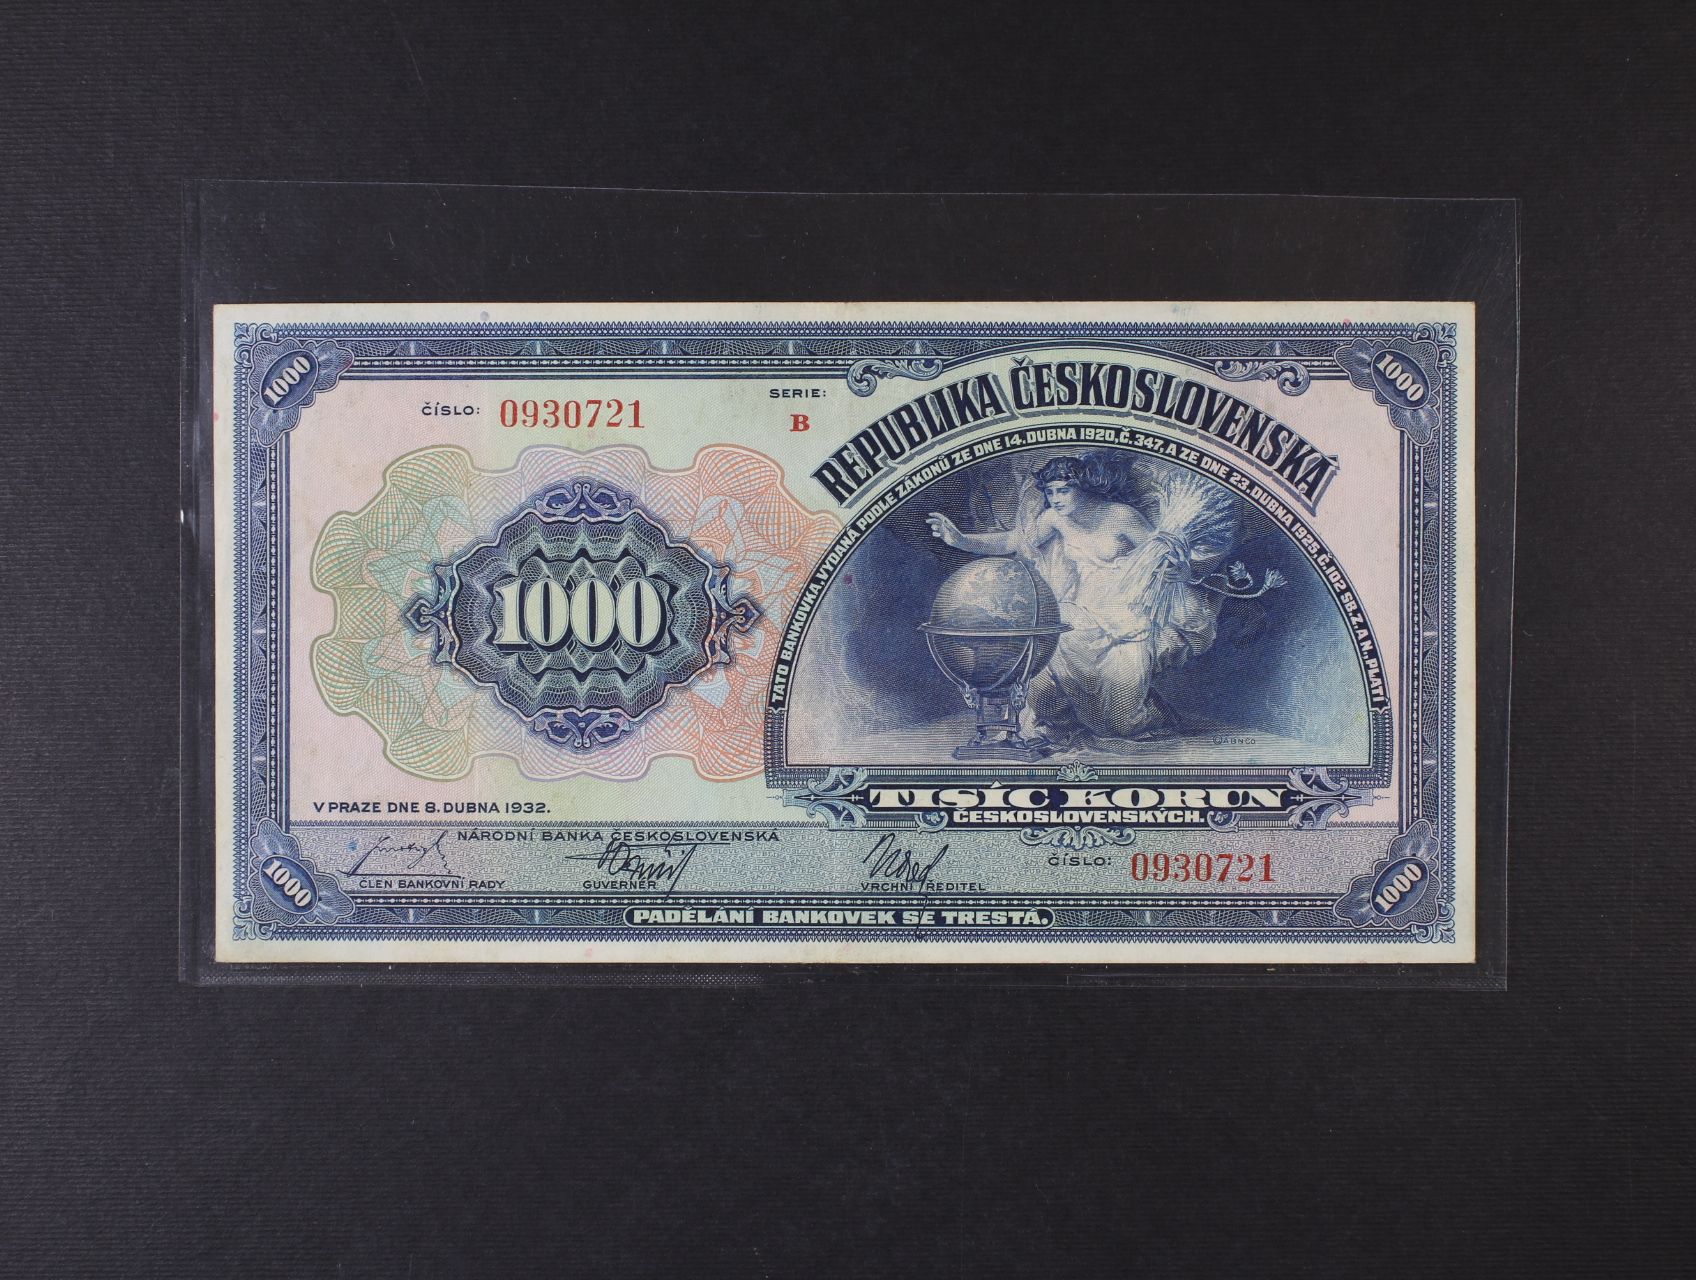 1000
1000
ČÍSLO: 0930721
SERIE:
B
REPUBLIKA ČESKOSLOVENSKÁ
TATO BANKOVKA, VYDANÁ PODLE ZÁKONŮ ZE DNE 14. DUBNA 1920, Č. 347, A ZE DNE 23. DUBNA 1925, Č. 102 SB. Z. A N., PLATÍ
1000
©ABNCO
TISÍC KORUN
ČESKOSLOVENSKÝCH.
V PRAZE DNE 8. DUBNA 1932.
NÁRODNÍ BANKA ČESKOSLOVENSKÁ
ČLEN BANKOVNÍ RADY
GUVERNÉR
VRCHNÍ ŘEDITEL
ČÍSLO: 0930721
1000
1000
PADĚLÁNÍ BANKOVEK SE TRESTÁ.